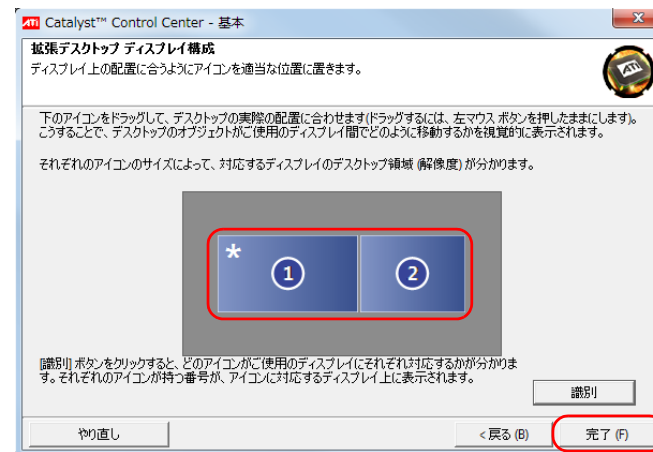 ATI Catalyst™ Control Center - 基本
拡張デスクトップ ディスプレイ構成
ディスプレイ上の配置に合うようにアイコンを適当な位置に置きます。
ATI
下のアイコンをドラッグして、デスクトップの実際の配置に合わせます(ドラッグするには、左マウス ボタンを押したままにします)。
こうすることで、デスクトップのオブジェクトがご使用のディスプレイ間でどのように移動するかを視覚的に表示されます。
それぞれのアイコンのサイズによって、対応するディスプレイのデスクトップ領域 (解像度) が分かります。
* 1 2
[識別] ボタンをクリックすると、どのアイコンがご使用のディスプレイにそれぞれ対応するかが分かりま
す。それぞれのアイコンが持つ番号が、アイコンに対応するディスプレイ上に表示されます。
識別
やり直し < 戻る (B) 完了 (F)